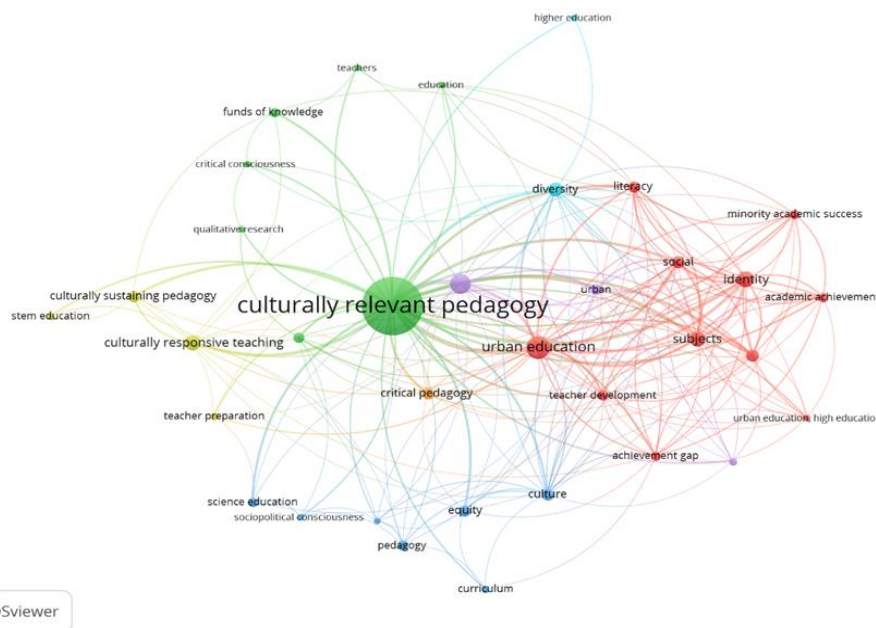 higher education
teachers
education
funds of knowledge
critical consciousness
diversity
literacy
minority academic success
qualitative research
social
identity
urban
culturally sustaining pedagogy
academic achievemen
culturally relevant pedagogy
stem education
subjects
culturally responsive teaching
urban education
critical pedagogy
teacher development
teacher preparation
urban education, high educatio
achievement gap
culture
science education
equity
sociopolitical consciousness
pedagogy
curriculum
Sviewer